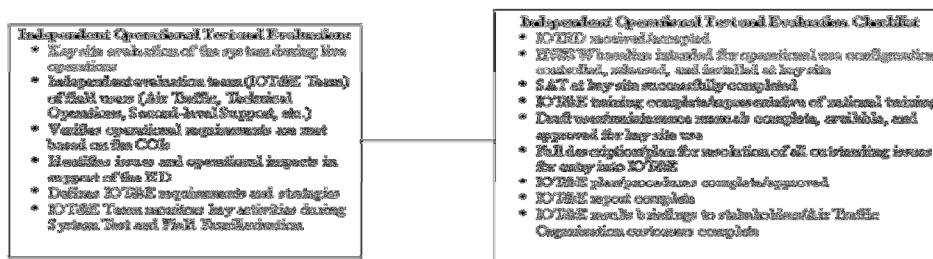 Independent Operational Test and Evaluation:
* Key site evaluation of the system during live
operations
* Independent evaluation team (IOT&E Team)
of field users (Air Traffic, Technical
Operations, Second-level Support, etc.)
* Verifies operational requirements are met
based on the COIs
* Identifies issues and operational impacts in
support of the ISD
* Defines IOT&E requirements and strategies
* IOT&E Team monitors key activities during
System Test and Field Familiarization
Independent Operational Test and Evaluation Checklist
* IOTRD received/accepted
* HW/SW baseline intended for operational use configuration
controlled, released, and installed at key site
* SAT at key site successfully completed
* IOT&E training complete/representative of national training
* Draft user/maintenance manuals complete, available, and
approved for key site use
* Full description/plan for resolution of all outstanding issues
for entry into IOT&E
* IOT&E plan/procedures complete/approved
* IOT&E report complete
* IOT&E results briefings to stakeholders/Air Traffic
Organization customers complete